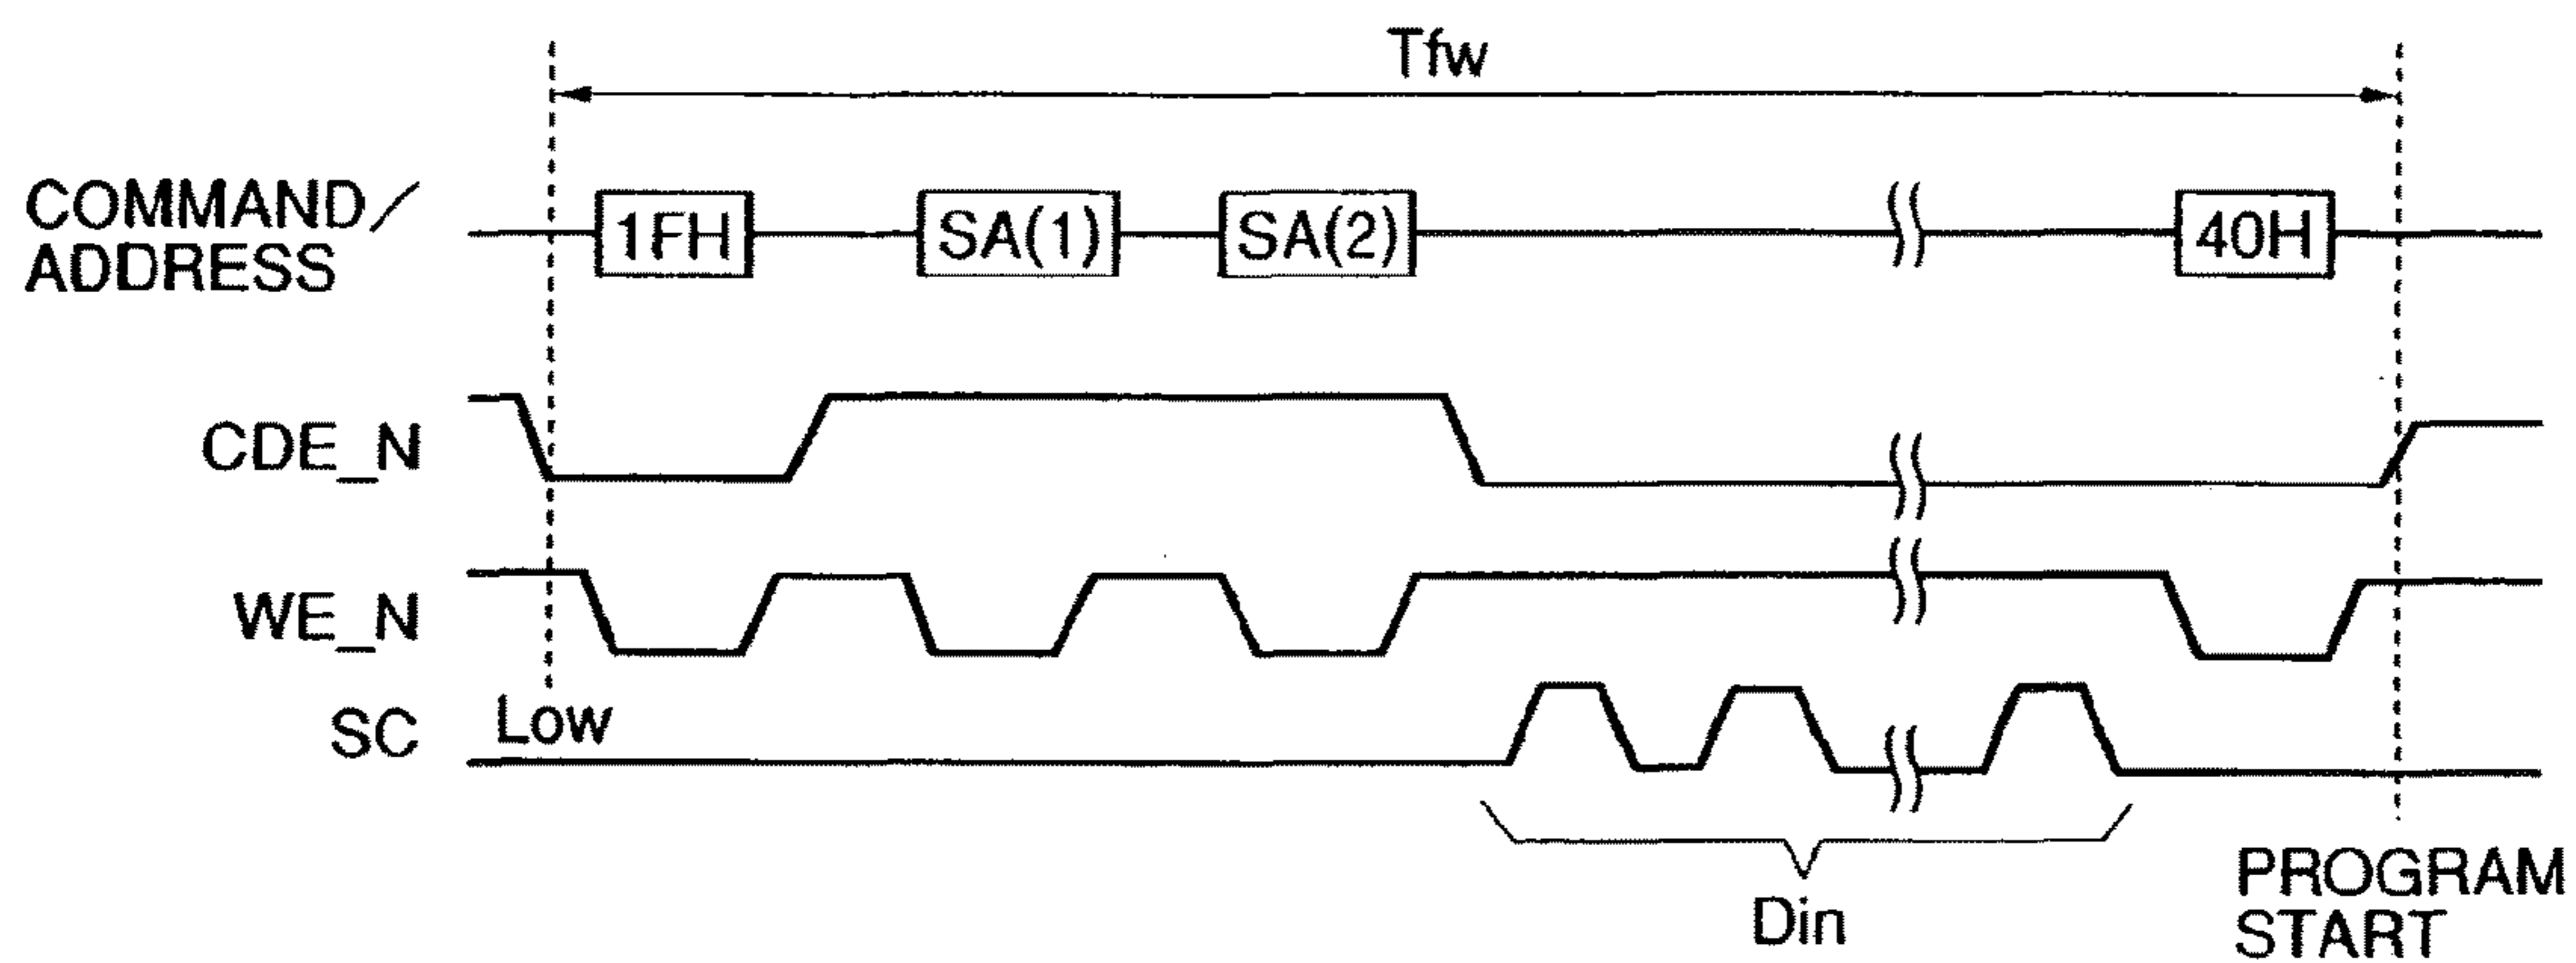 Tfw
COMMAND/
ADDRESS
1FH
SA(1)
SA(2)
40H
CDE_N
WE_N
SC
Low
Din
PROGRAM
START